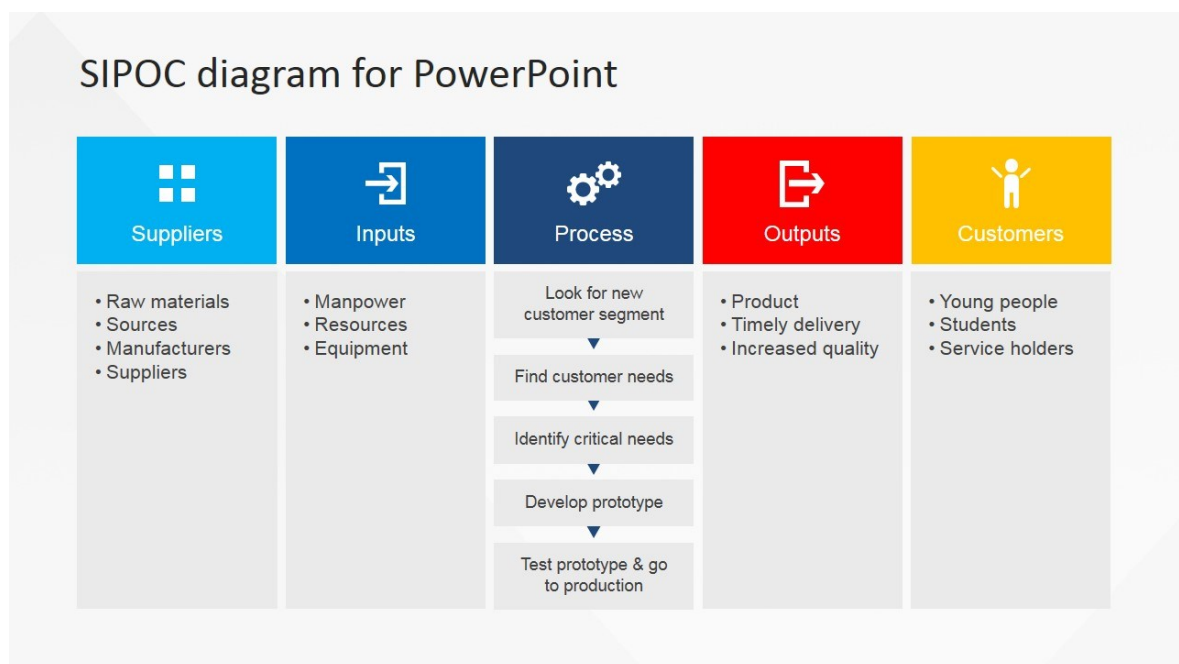 SIPOC diagram for PowerPoint
Suppliers
Inputs
Process
Outputs
Customers
• Raw materials
• Sources
• Manufacturers
• Suppliers
• Manpower
• Resources
• Equipment
Look for new
customer segment
Find customer needs
Identify critical needs
Develop prototype
Test prototype & go
to production
• Product
• Timely delivery
• Increased quality
• Young people
• Students
• Service holders